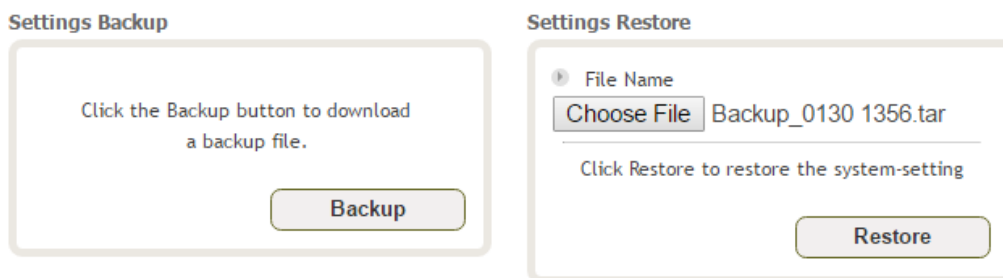 Settings Backup
Click the Backup button to download
a backup file.
Backup
Settings Restore
File Name
Choose File Backup_0130 1356.tar
Click Restore to restore the system-setting
Restore